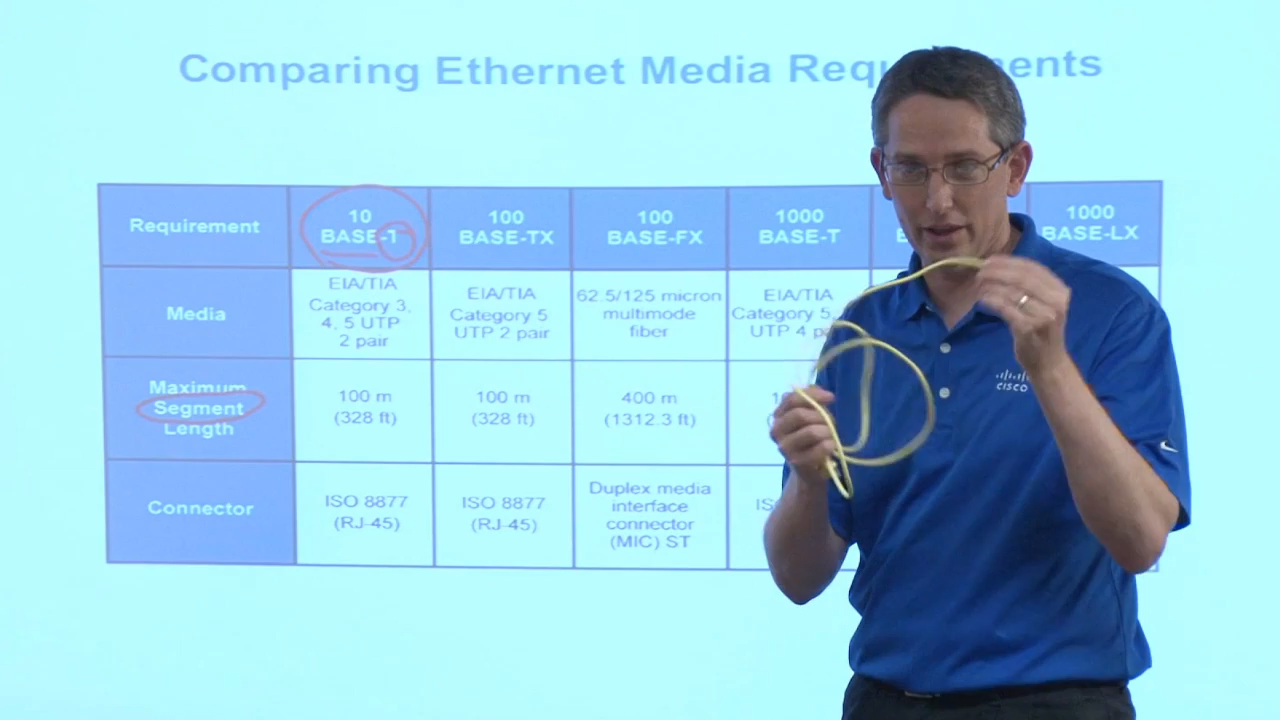 Comparing Ethernet Media
Requirement
10
BASE-T
100
BASE-TX
100
BASE-FX
1000
BASE-T
1000
BASE-LX
Media
EIA/TIA
Category 3,
4, 5 UTP
2 pair
EIA/TIA
Category 5
UTP 2 pair
62.5/125 micron
multimode
fiber
EIA/TIA
Category 5,
UTP 4
Maximum
Segment
Length
100 m
(328 ft)
100 m
(328 ft)
400 m
(1312.3 ft)
Connector
ISO 8877
(RJ-45)
ISO 8877
(RJ-45)
Duplex media
interface
connector
(MIC) ST
CISCO